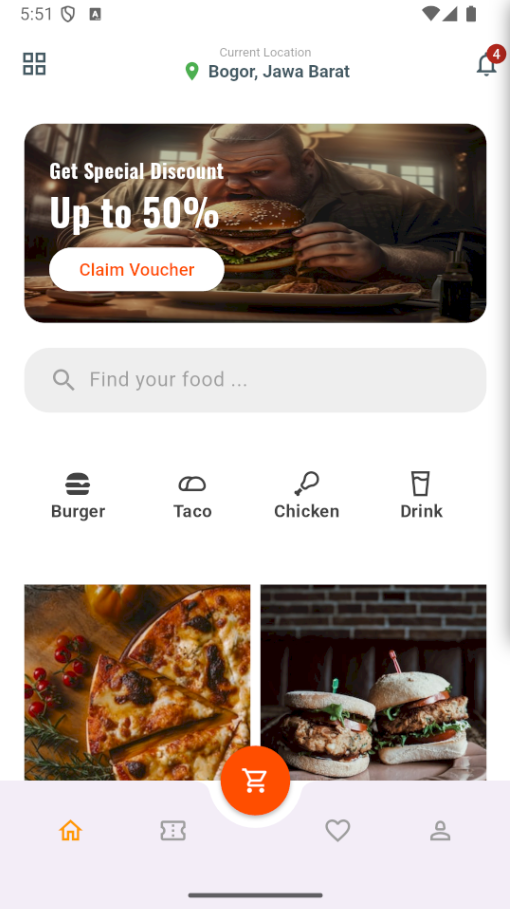 5:51
A
Current Location
Bogor, Jawa Barat
4
Get Special Discount
Up to 50%
Claim Voucher
Find your food ...
Burger Taco Chicken Drink